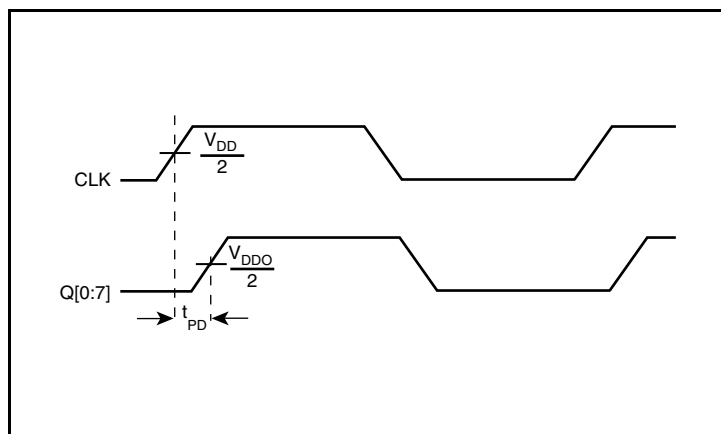 V_DD
2
CLK
V_DDO
2
Q[0:7]
t_PD